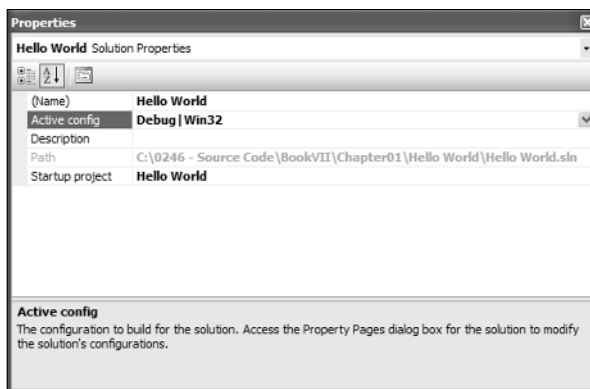 Properties
Hello World Solution Properties
(Name) Hello World
Active config Debug|Win32
Description
Path C:\0246 - Source Code\BookVII\Chapter01\Hello World\Hello World.sln
Startup project Hello World
Active config
The configuration to build for the solution. Access the Property Pages dialog box for the solution to modify
the solution's configurations.